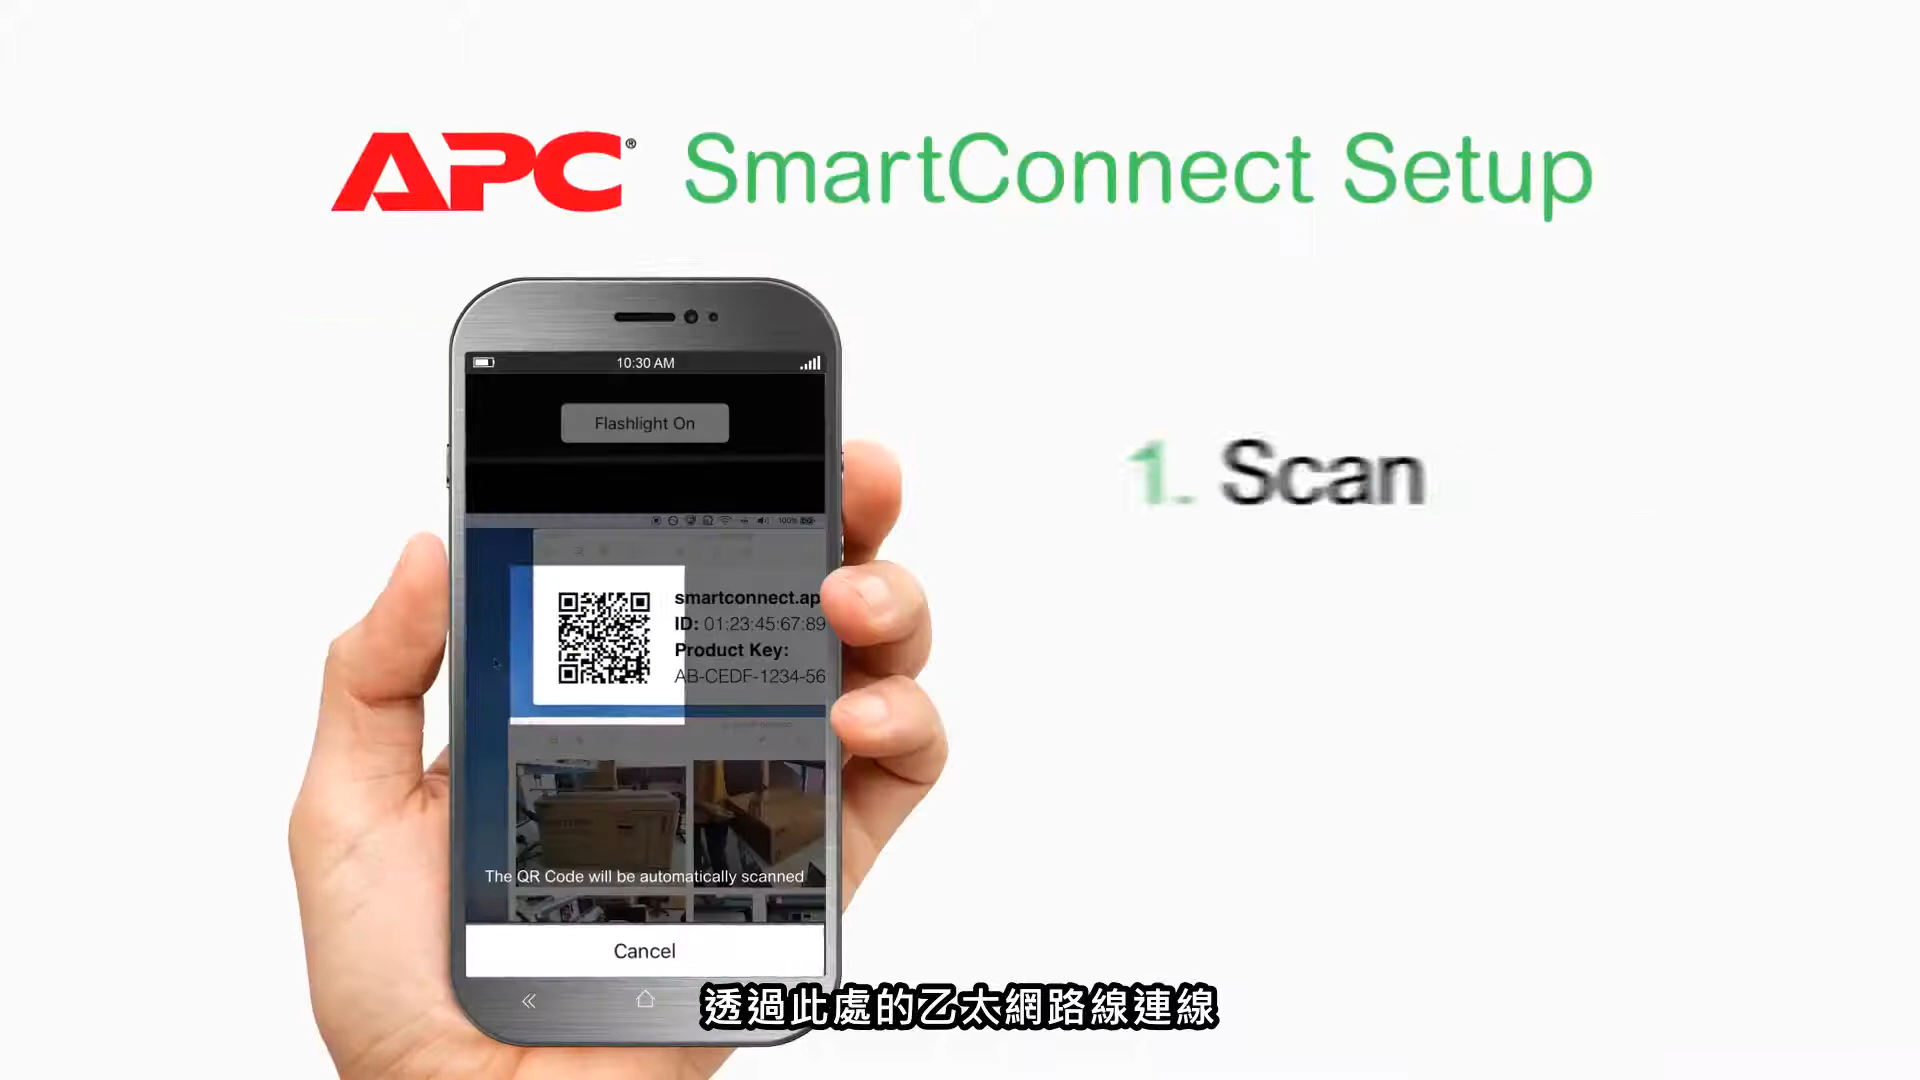 APC® SmartConnect Setup
10:30 AM
Flashlight On
1. Scan
100%
smartconnect.ap
ID: 01:23:45:67:89
Product Key:
AB-CEDF-1234-56
The QR Code will be automatically scanned
Cancel
透過此處的乙太網路線連線